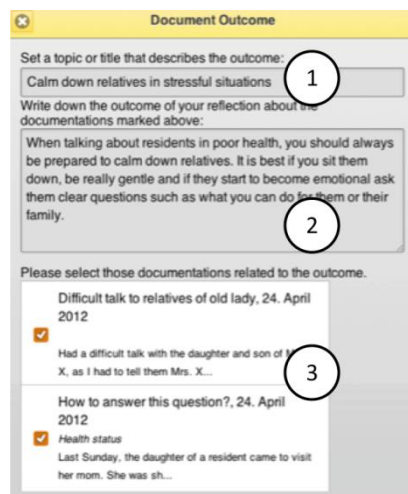 Document Outcome
Set a topic or title that describes the outcome:
Calm down relatives in stressful situations
1
Write down the outcome of your reflection about the
documentations marked above:
When talking about residents in poor health, you should always
be prepared to calm down relatives. It is best if you sit them
down, be really gentle and if they start to become emotional ask
them clear questions such as what you can do for them or their
family.
2
Please select those documentations related to the outcome.
Difficult talk to relatives of old lady, 24. April
2012
Had a difficult talk with the daughter and son of
X, as I had to tell them Mrs. X...
3
How to answer this question?, 24. April
2012
Health status
Last Sunday, the daughter of a resident came to visit
her mom. She was sh...